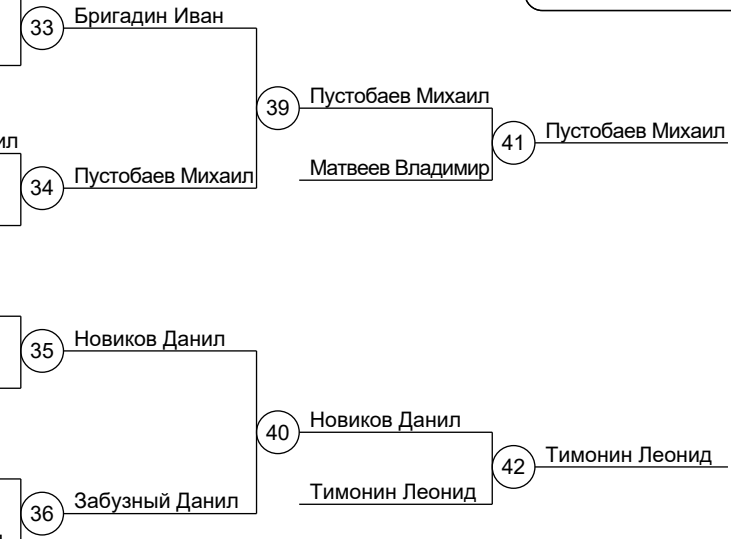 33 Бригадин Иван
39 Пустобаев Михаил
41 Пустобаев Михаил
ил
Матвеев Владимир
34 Пустобаев Михаил
35 Новиков Данил
40 Новиков Данил
42 Тимонин Леонид
Тимонин Леонид
36 Забузный Данил